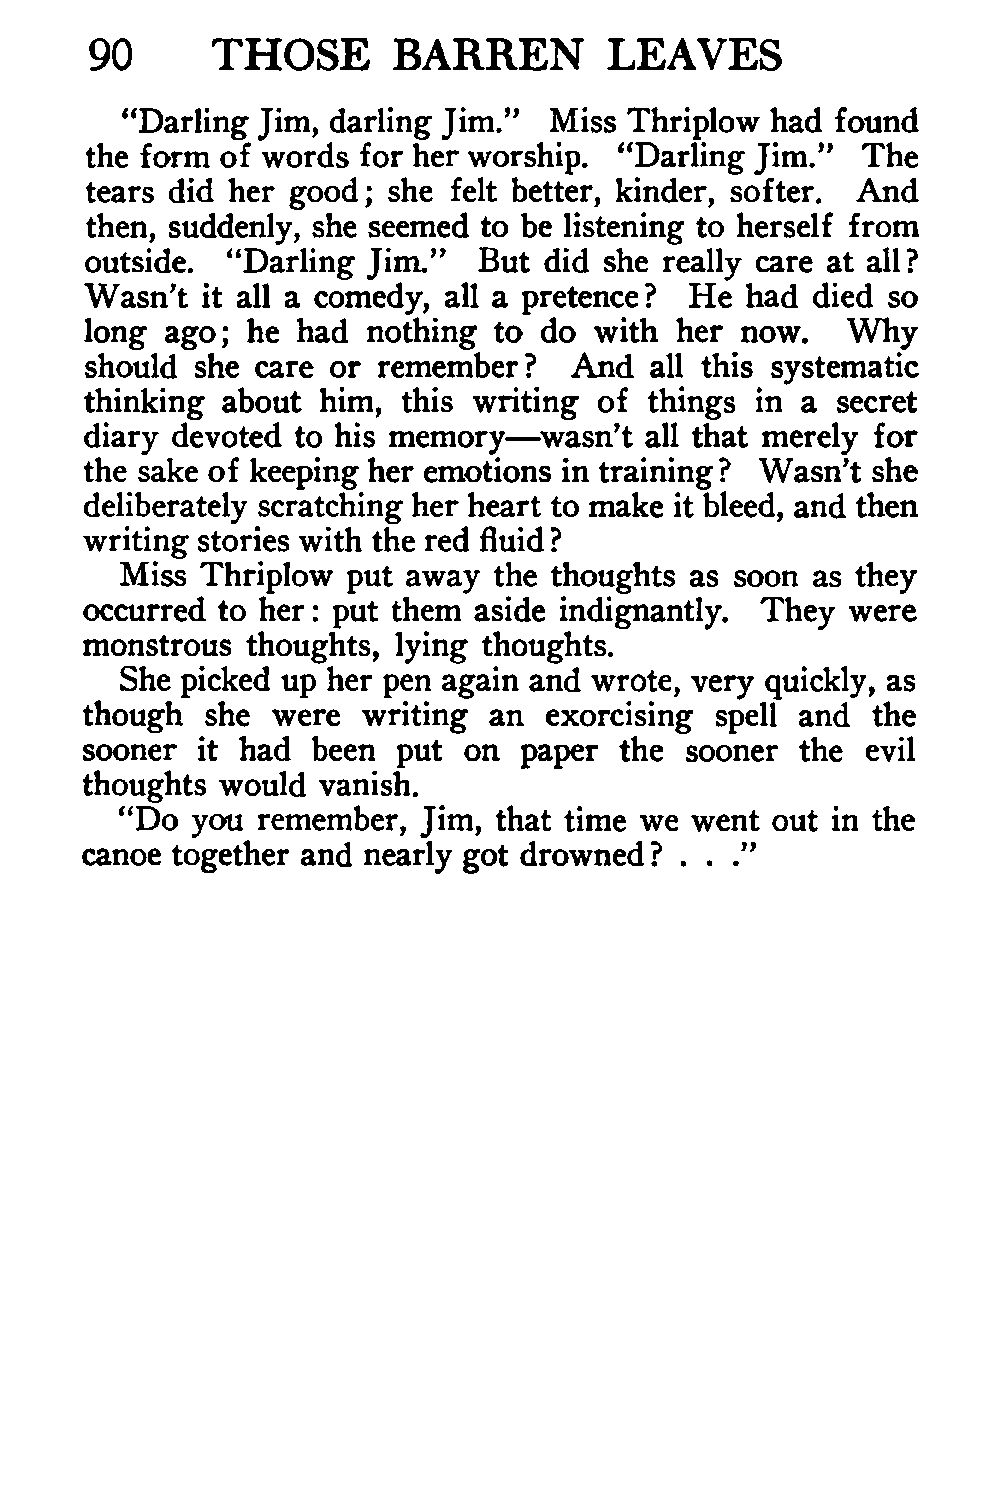 90 THOSE BARREN LEAVES
“Darling Jim, darling Jim.” Miss Thriplow had found
the form of words for her worship. “Darling Jim.” The
tears did her good; she felt better, kinder, softer. And
then, suddenly, she seemed to be listening to herself from
outside. “Darling Jim.” But did she really care at all?
Wasn’t it all a comedy, all a pretence? He had died so
long ago; he had nothing to do with her now. Why
should she care or remember? And all this systematic
thinking about him, this writing of things in a secret
diary devoted to his memory—wasn’t all that merely for
the sake of keeping her emotions in training? Wasn’t she
deliberately scratching her heart to make it bleed, and then
writing stories with the red fluid?
Miss Thriplow put away the thoughts as soon as they
occurred to her: put them aside indignantly. They were
monstrous thoughts, lying thoughts.
She picked up her pen again and wrote, very quickly, as
though she were writing an exorcising spell and the
sooner it had been put on paper the sooner the evil
thoughts would vanish.
“Do you remember, Jim, that time we went out in the
canoe together and nearly got drowned? . . .”